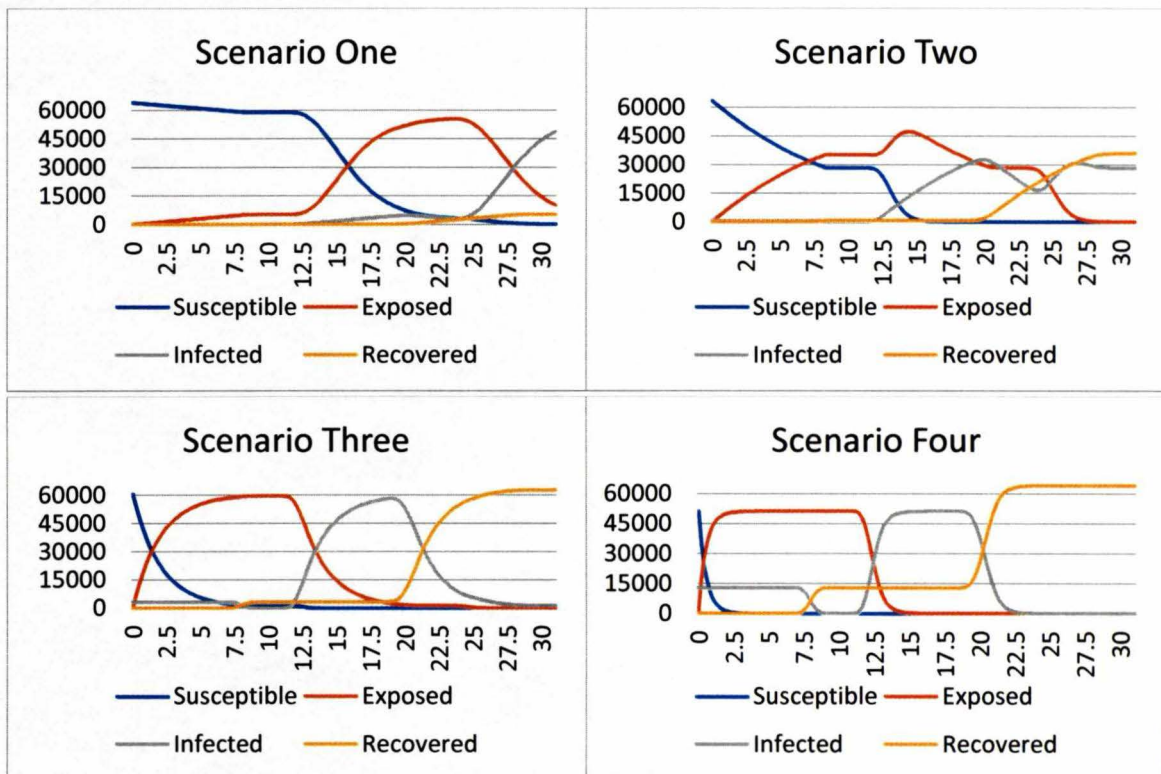 Scenario One
60000
45000
30000
15000
0
0 2.5 5 7.5 10 12.5 15 17.5 20 22.5 25 27.5 30
Susceptible Exposed
Infected Recovered
Scenario Two
60000
45000
30000
15000
0
0 2.5 5 7.5 10 12.5 15 17.5 20 22.5 25 27.5 30
Susceptible Exposed
Infected Recovered
Scenario Three
60000
45000
30000
15000
0
0 2.5 5 7.5 10 12.5 15 17.5 20 22.5 25 27.5 30
Susceptible Exposed
Infected Recovered
Scenario Four
60000
45000
30000
15000
0
0 2.5 5 7.5 10 12.5 15 17.5 20 22.5 25 27.5 30
Susceptible Exposed
Infected Recovered